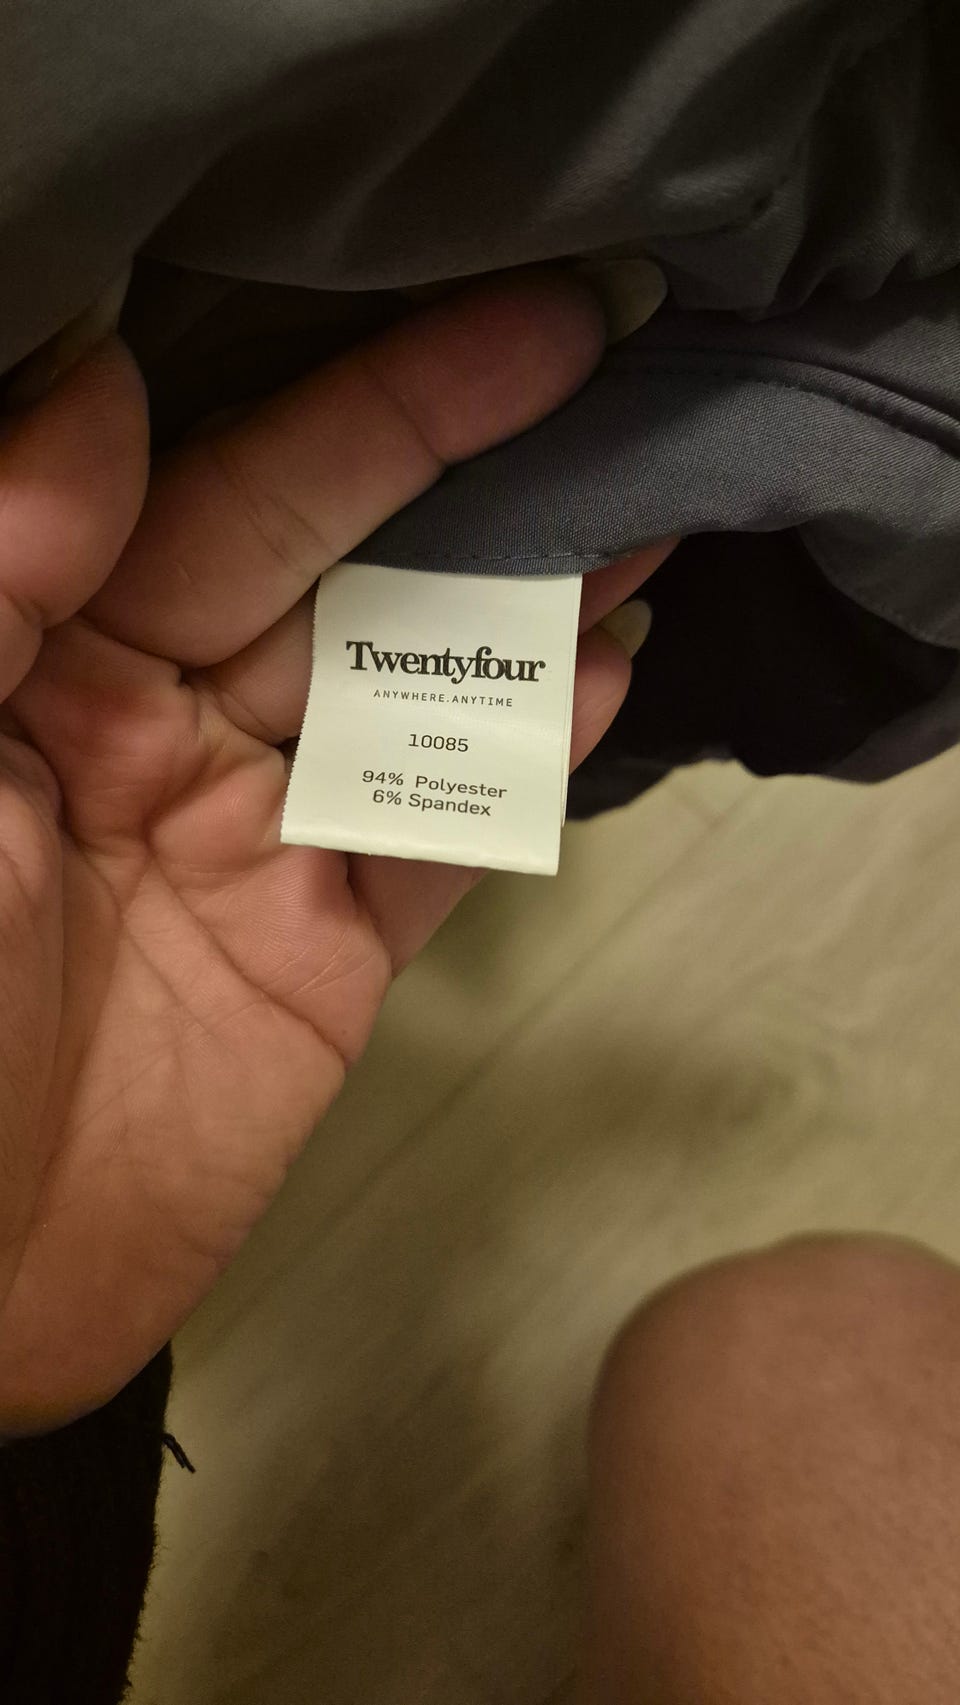 Twentyfour
ANYWHERE.ANYTIME
10085
94% Polyester
6% Spandex